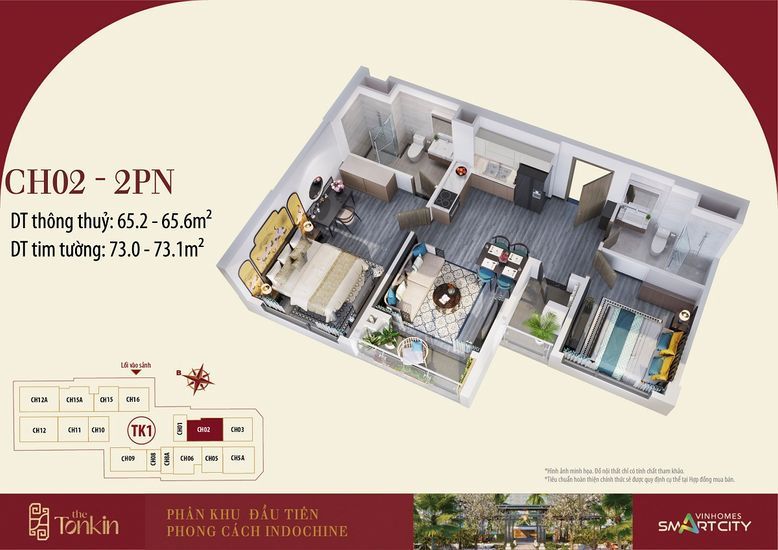 CH02 - 2PN
DT thông thuỷ: 65.2 - 65.6m²
DT tim tường: 73.0 - 73.1m²
Lối vào sảnh
B
CH12A
CH15A
CH15
CH16
CH12
CH11
CH10
TK1
CH01
CH02
CH03
CH09
CH08
CH8A
CH06
CH05
CH5A
*Hình ảnh minh họa. Đồ nội thất chỉ có tính chất tham khảo.
*Tiêu chuẩn hoàn thiện chính thức sẽ được quy định cụ thể tại Hợp đồng mua bán.
the
Tonkin
PHÂN KHU ĐẦU TIÊN
PHONG CÁCH INDOCHINE
VINHOMES
SMARTCITY